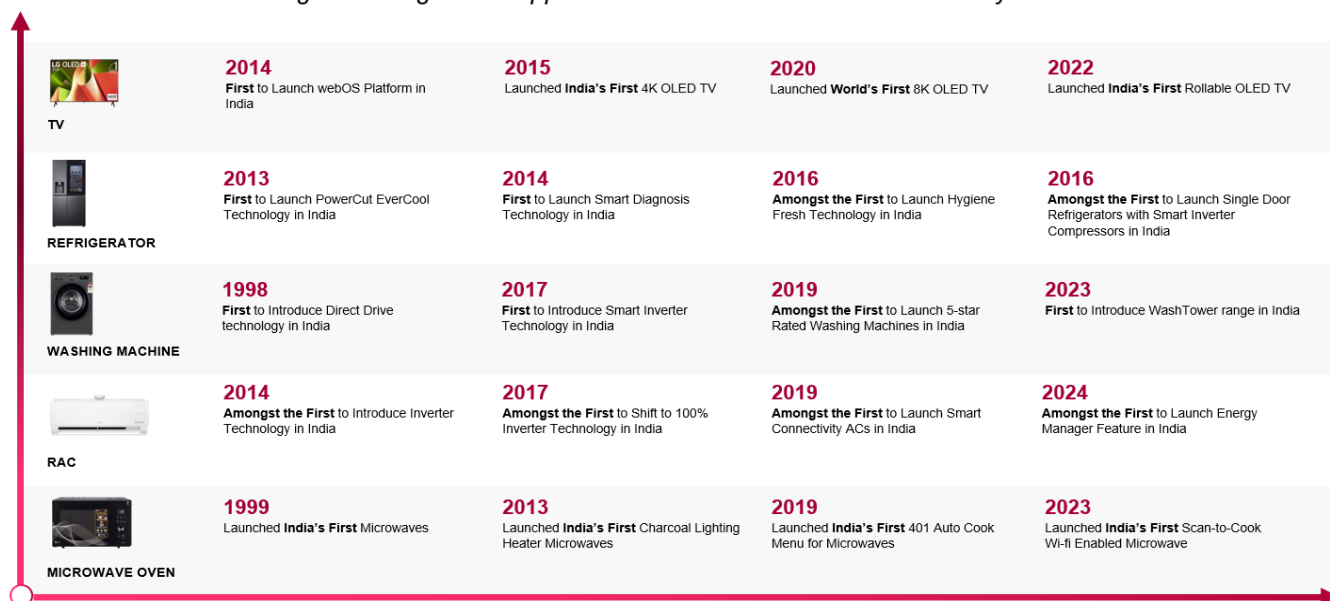 LG OLED
TV
2014
First to Launch webOS Platform in
India
2015
Launched India's First 4K OLED TV
2020
Launched World's First 8K OLED TV
2022
Launched India's First Rollable OLED TV
REFRIGERATOR
2013
First to Launch PowerCut EverCool
Technology in India
2014
First to Launch Smart Diagnosis
Technology in India
2016
Amongst the First to Launch Hygiene
Fresh Technology in India
2016
Amongst the First to Launch Single Door
Refrigerators with Smart Inverter
Compressors in India
WASHING MACHINE
1998
First to Introduce Direct Drive
technology in India
2017
First to Introduce Smart Inverter
Technology in India
2019
Amongst the First to Launch 5-star
Rated Washing Machines in India
2023
First to Introduce WashTower range in India
RAC
2014
Amongst the First to Introduce Inverter
Technology in India
2017
Amongst the First to Shift to 100%
Inverter Technology in India
2019
Amongst the First to Launch Smart
Connectivity ACs in India
2024
Amongst the First to Launch Energy
Manager Feature in India
MICROWAVE OVEN
1999
Launched India's First Microwaves
2013
Launched India's First Charcoal Lighting
Heater Microwaves
2019
Launched India's First 401 Auto Cook
Menu for Microwaves
2023
Launched India's First Scan-to-Cook
Wi-fi Enabled Microwave